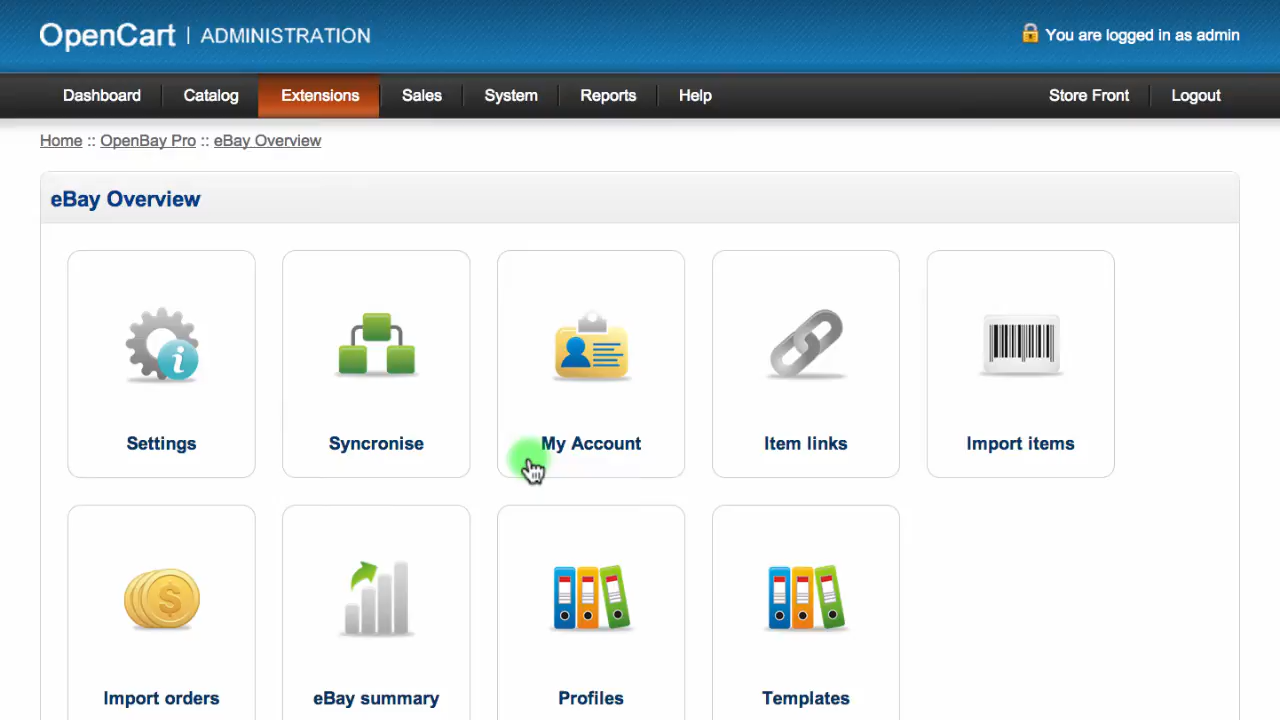 OpenCart | ADMINISTRATION
You are logged in as admin
Dashboard Catalog Extensions Sales System Reports Help Store Front Logout
Home :: OpenBay Pro :: eBay Overview
eBay Overview
Settings Syncronise My Account Item links Import items
Import orders eBay summary Profiles Templates